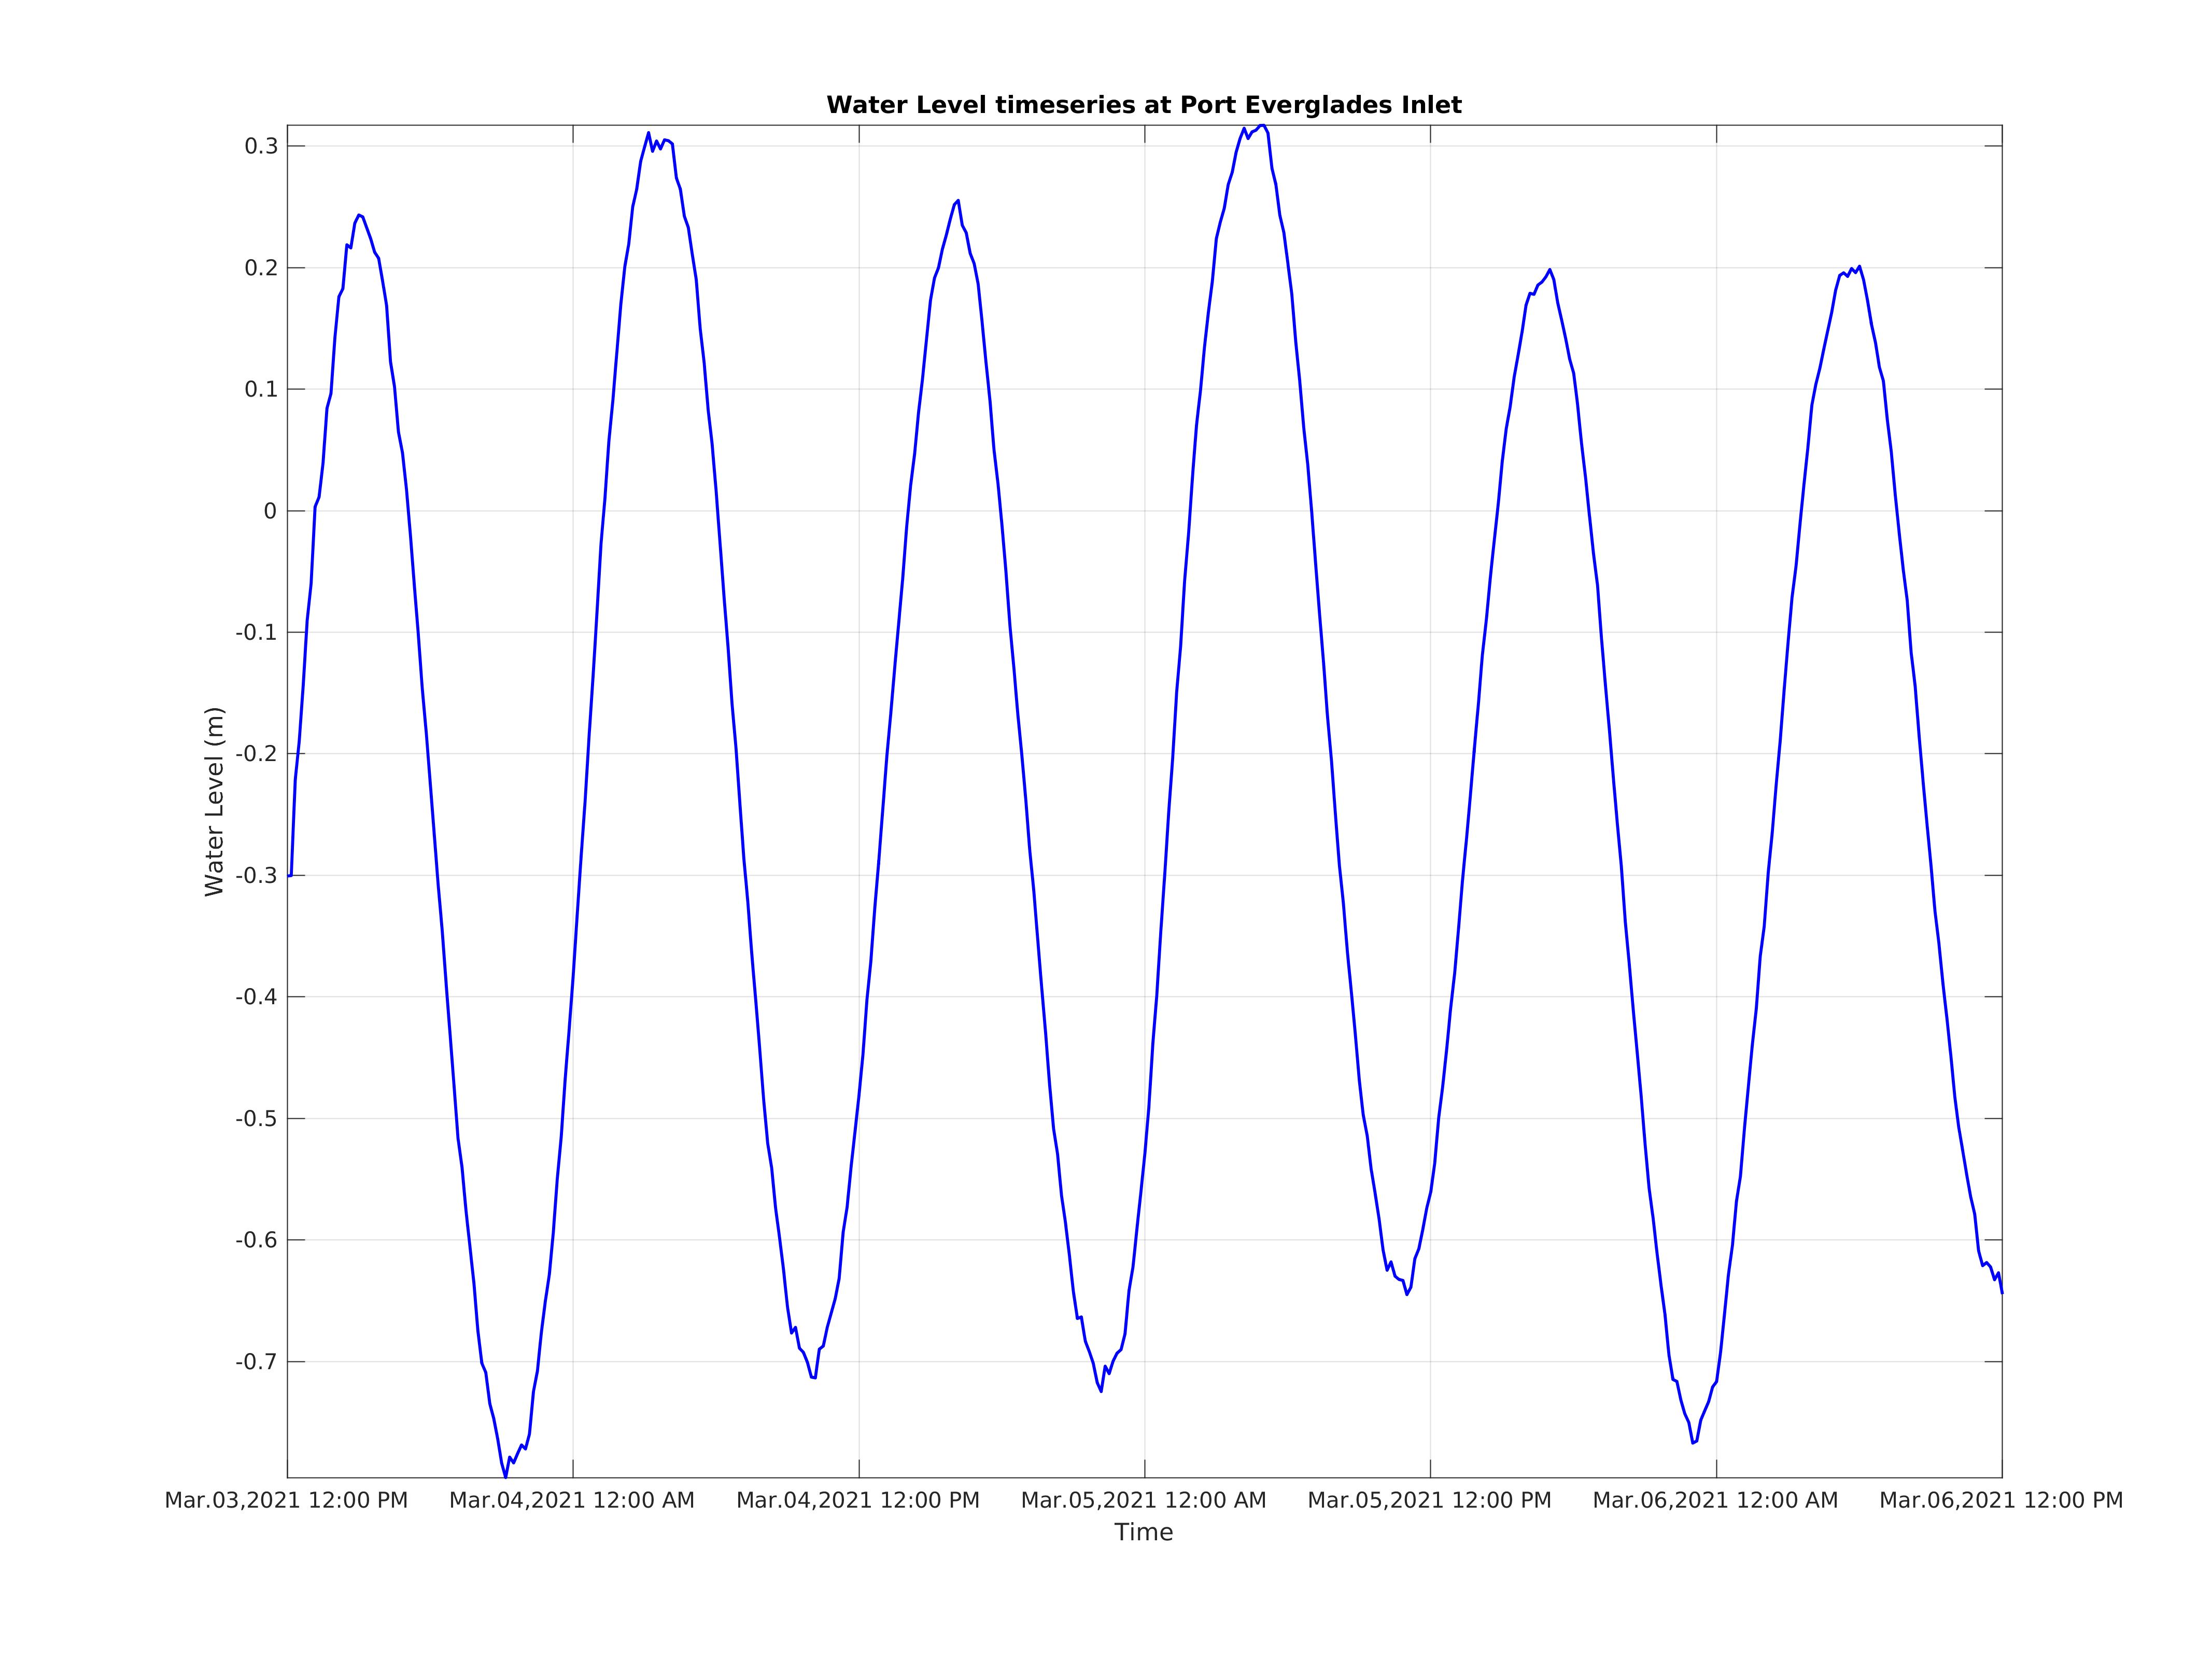 Water Level timeseries at Port Everglades Inlet
0.3
0.2
0.1
0
-0.1
-0.2
-0.3
-0.4
-0.5
-0.6
-0.7
Water Level (m)
Mar.03,2021 12:00 PM
Mar.04,2021 12:00 AM
Mar.04,2021 12:00 PM
Mar.05,2021 12:00 AM
Mar.05,2021 12:00 PM
Mar.06,2021 12:00 AM
Mar.06,2021 12:00 PM
Time